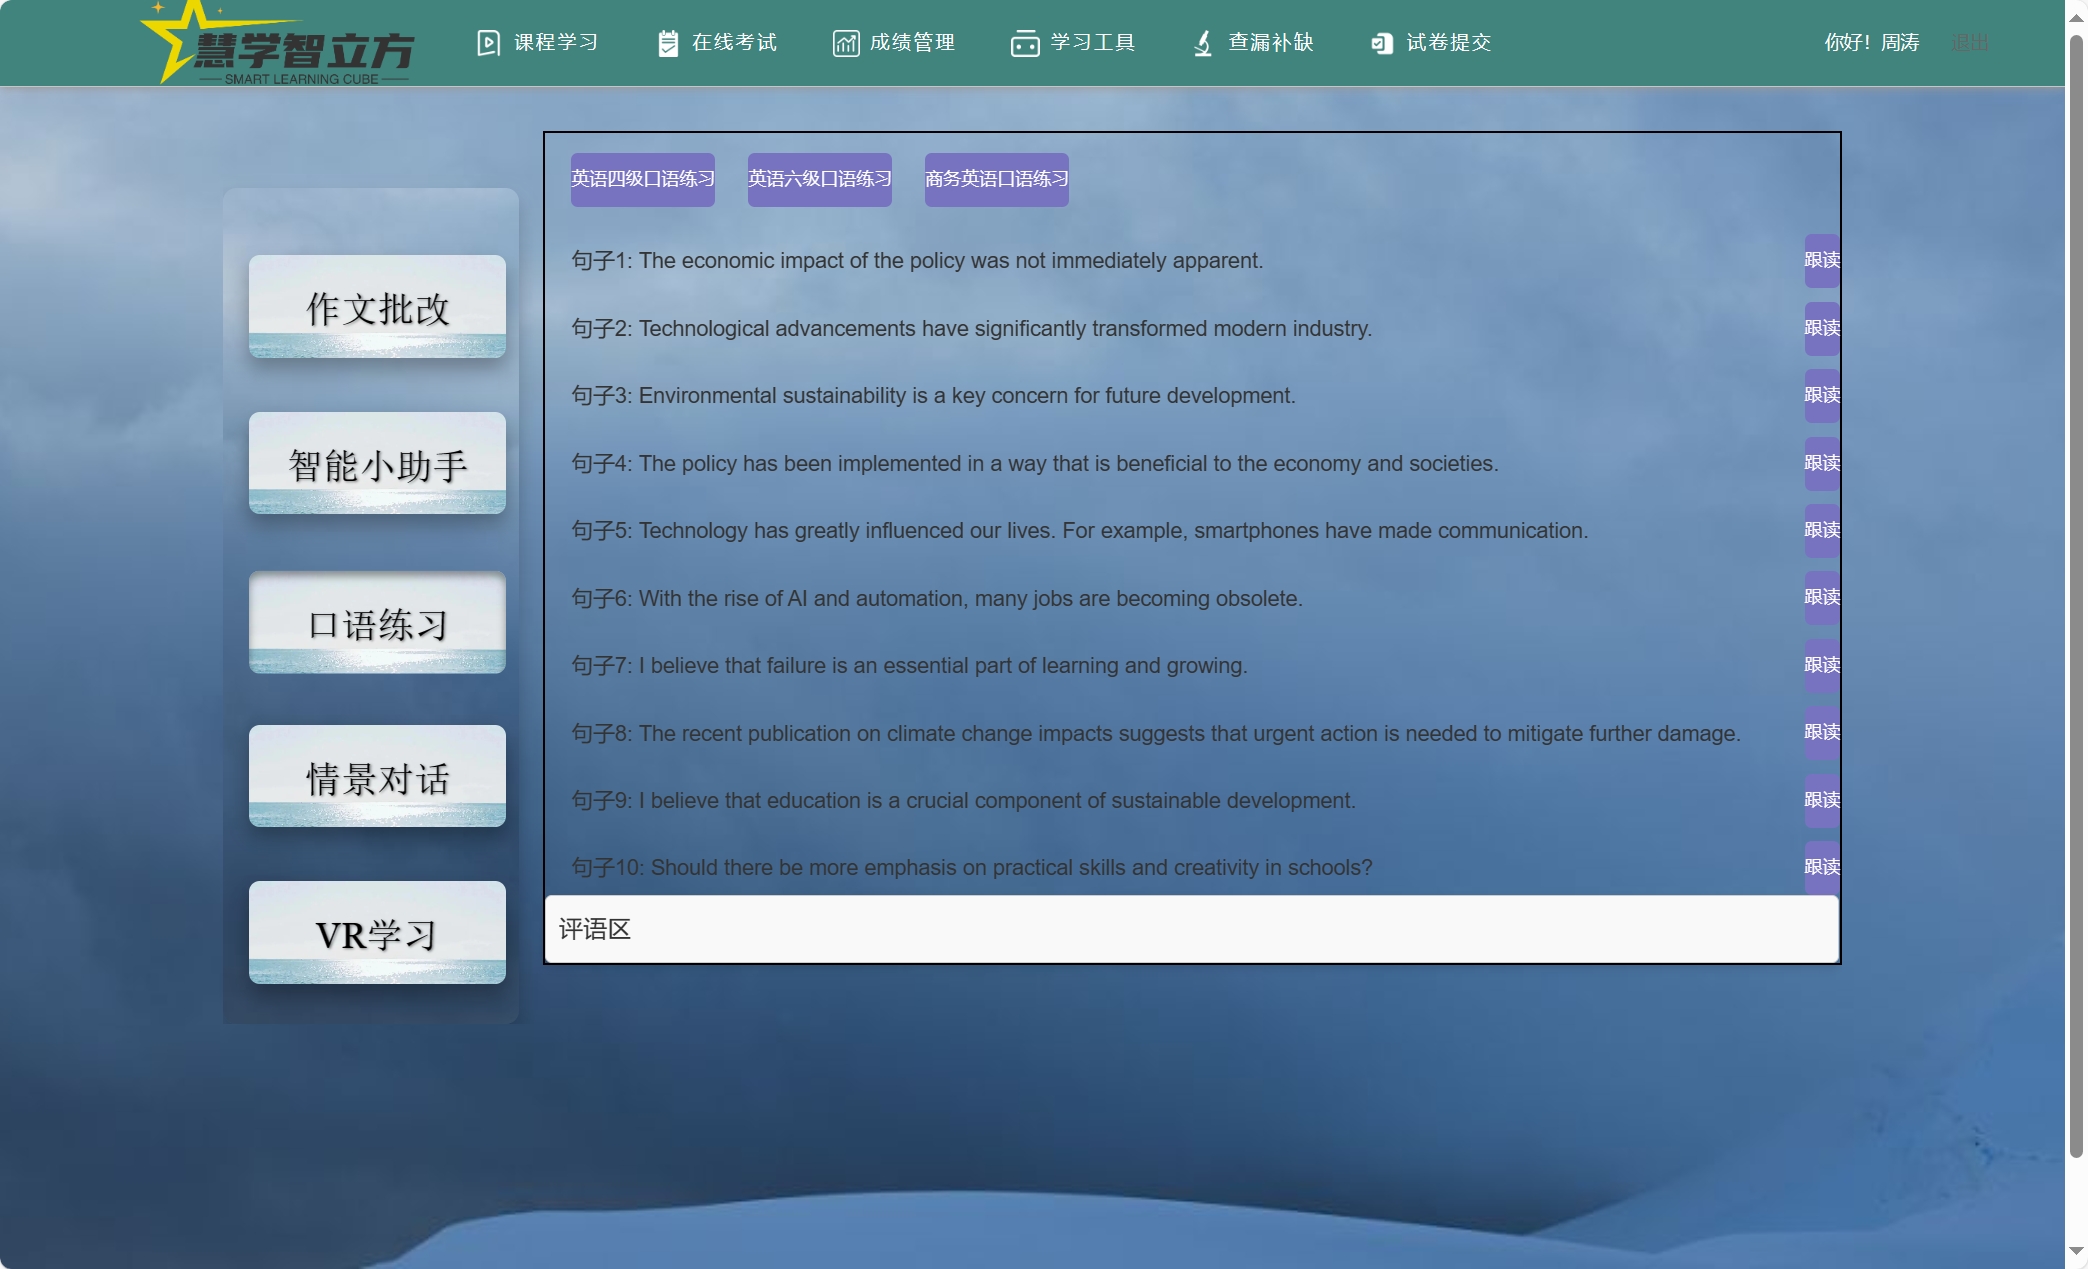 慧学智立方
SMART LEARNING CUBE
课程学习
在线考试
成绩管理
学习工具
查漏补缺
试卷提交
你好！周涛
退出
作文批改
智能小助手
口语练习
情景对话
VR学习
英语四级口语练习 英语六级口语练习 商务英语口语练习
句子1: The economic impact of the policy was not immediately apparent. 跟读
句子2: Technological advancements have significantly transformed modern industry. 跟读
句子3: Environmental sustainability is a key concern for future development. 跟读
句子4: The policy has been implemented in a way that is beneficial to the economy and societies. 跟读
句子5: Technology has greatly influenced our lives. For example, smartphones have made communication. 跟读
句子6: With the rise of AI and automation, many jobs are becoming obsolete. 跟读
句子7: I believe that failure is an essential part of learning and growing. 跟读
句子8: The recent publication on climate change impacts suggests that urgent action is needed to mitigate further damage. 跟读
句子9: I believe that education is a crucial component of sustainable development. 跟读
句子10: Should there be more emphasis on practical skills and creativity in schools? 跟读
评语区